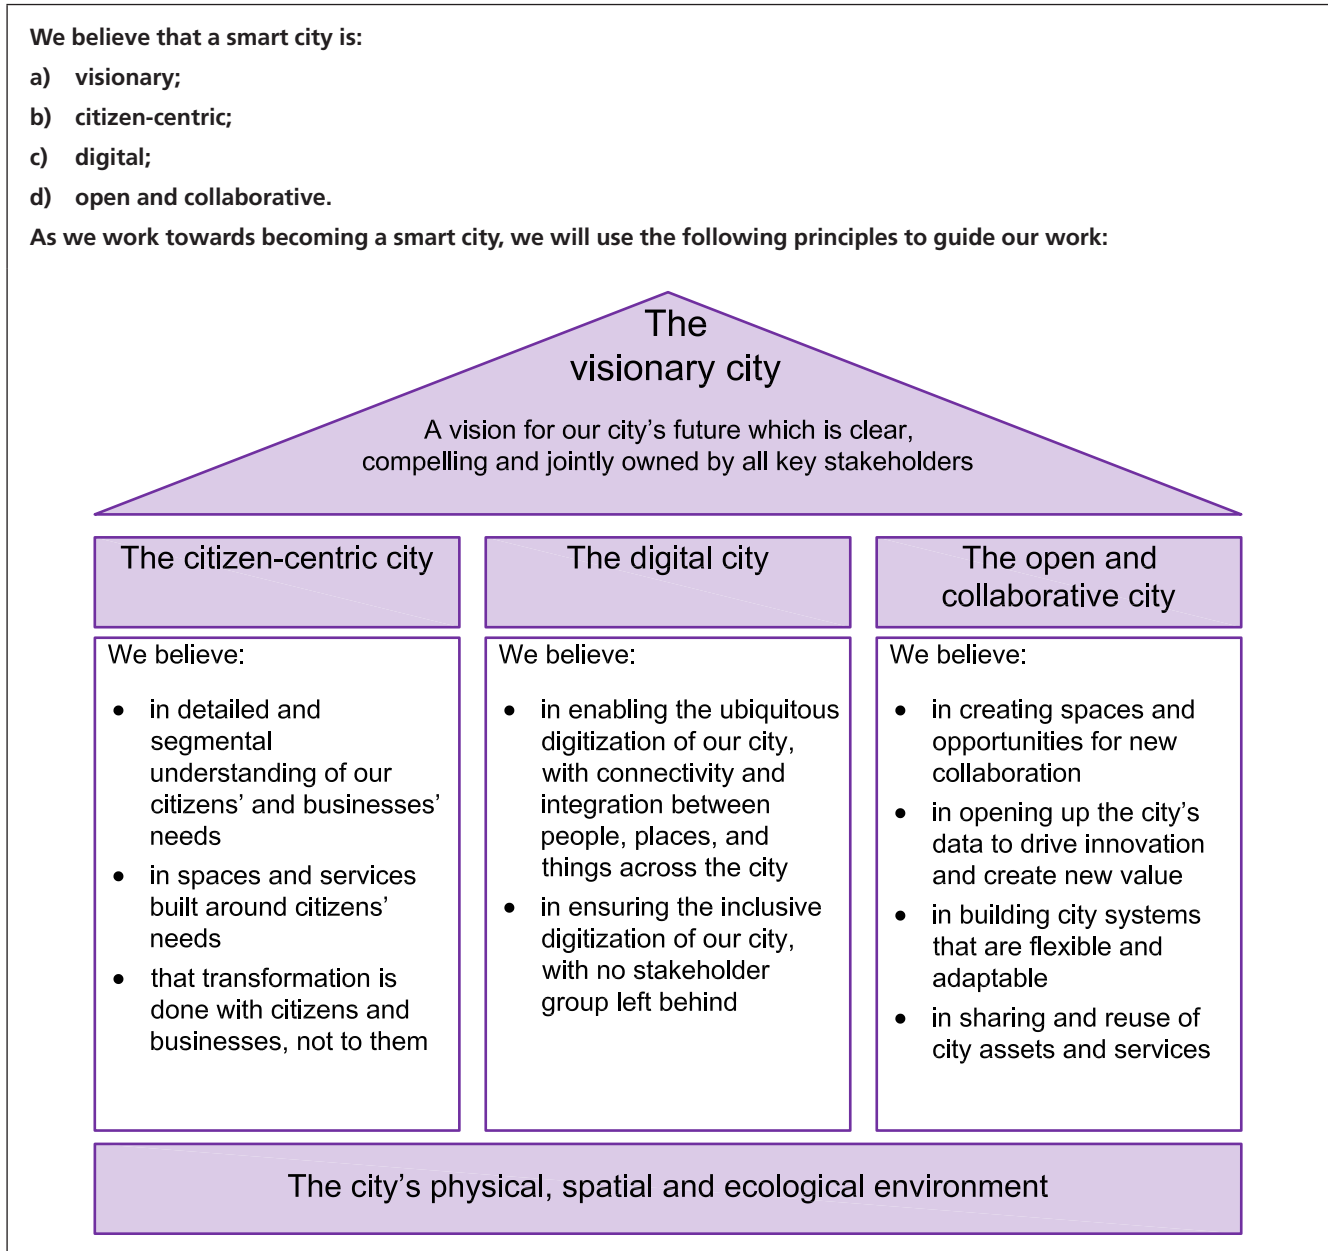 We believe that a smart city is:
a) visionary;
b) citizen-centric;
c) digital;
d) open and collaborative.
As we work towards becoming a smart city, we will use the following principles to guide our work:
The
visionary city
A vision for our city's future which is clear,
compelling and jointly owned by all key stakeholders
The citizen-centric city
We believe:
• in detailed and
segmental
understanding of our
citizens' and businesses'
needs
• in spaces and services
built around citizens'
needs
• that transformation is
done with citizens and
businesses, not to them
The digital city
We believe:
• in enabling the ubiquitous
digitization of our city,
with connectivity and
integration between
people, places, and
things across the city
• in ensuring the inclusive
digitization of our city,
with no stakeholder
group left behind
The open and
collaborative city
We believe:
• in creating spaces and
opportunities for new
collaboration
• in opening up the city's
data to drive innovation
and create new value
• in building city systems
that are flexible and
adaptable
• in sharing and reuse of
city assets and services
The city's physical, spatial and ecological environment